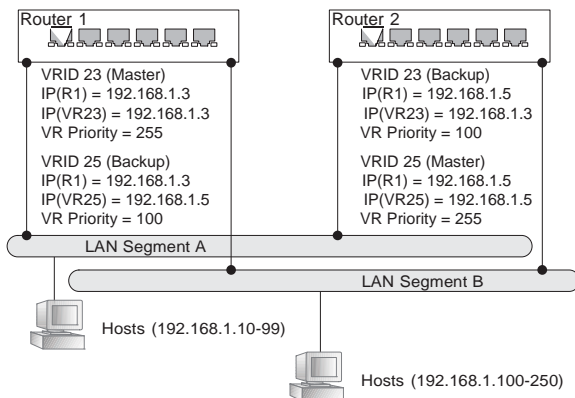 Router 1
VRID 23 (Master)
IP(R1) = 192.168.1.3
IP(VR23) = 192.168.1.3
VR Priority = 255
VRID 25 (Backup)
IP(R1) = 192.168.1.3
IP(VR25) = 192.168.1.5
VR Priority = 100
Router 2
VRID 23 (Backup)
IP(R1) = 192.168.1.5
IP(VR23) = 192.168.1.3
VR Priority = 100
VRID 25 (Master)
IP(R1) = 192.168.1.5
IP(VR25) = 192.168.1.5
VR Priority = 255
LAN Segment A
LAN Segment B
Hosts (192.168.1.10-99)
Hosts (192.168.1.100-250)